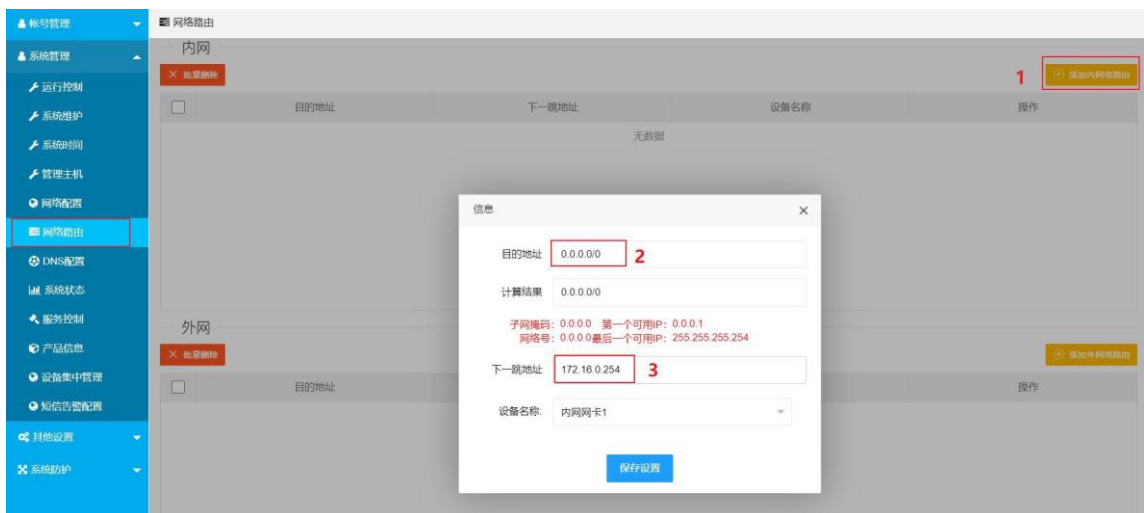 帐号管理
系统管理
运行控制
系统维护
系统时间
管理主机
网络配置
网络路由
DNS配置
系统状态
服务控制
产品信息
设备集中管理
短信告警配置
其他设置
系统防护
网络路由
内网
批量删除
1
添加内网络路由
目的地址 下一跳地址 设备名称 操作
无数据
信息
目的地址 0.0.0.0/0 2
计算结果 0.0.0.0/0
子网掩码：0.0.0.0 第一个可用IP：0.0.0.1
网络号：0.0.0.0最后一个可用IP：255.255.255.254
下一跳地址 172.16.0.254 3
设备名称: 内网网卡1
保存设置
外网
批量删除
添加外网络路由
目的地址 操作